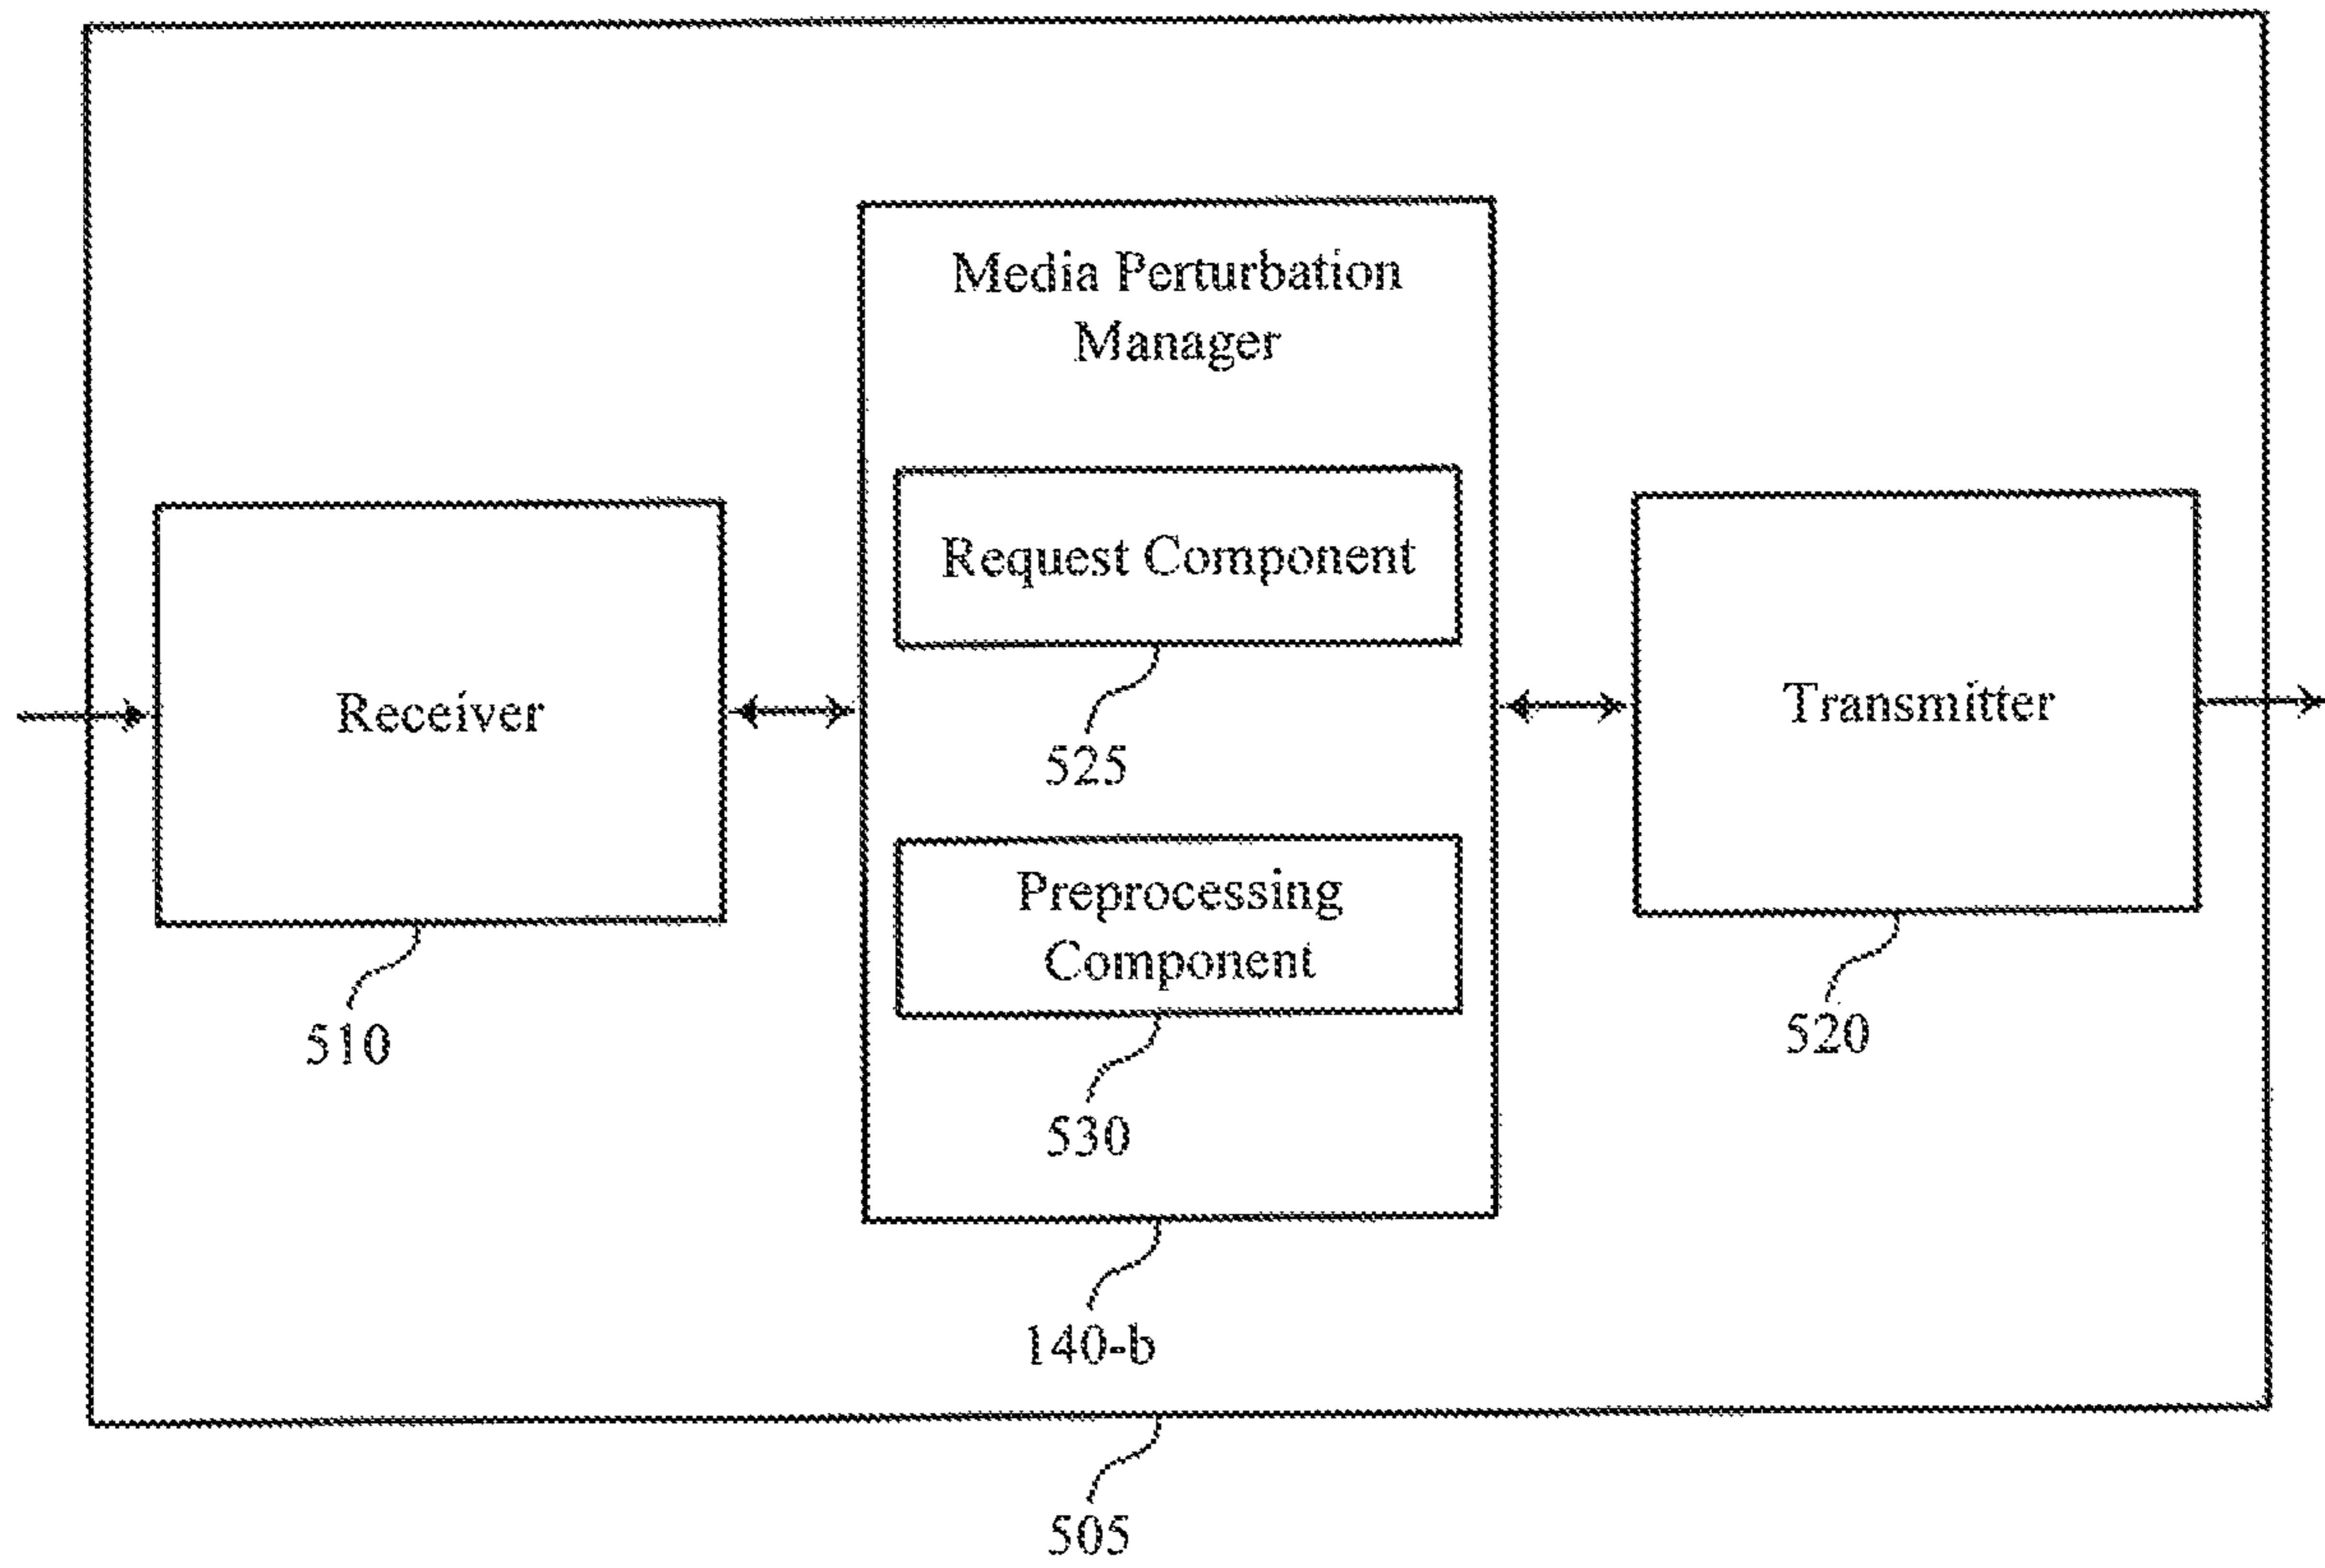 Media Perturbation
Manager
Request Component
Receiver
Transmitter
525
Preprocessing
Component
510
520
530
140-b
505